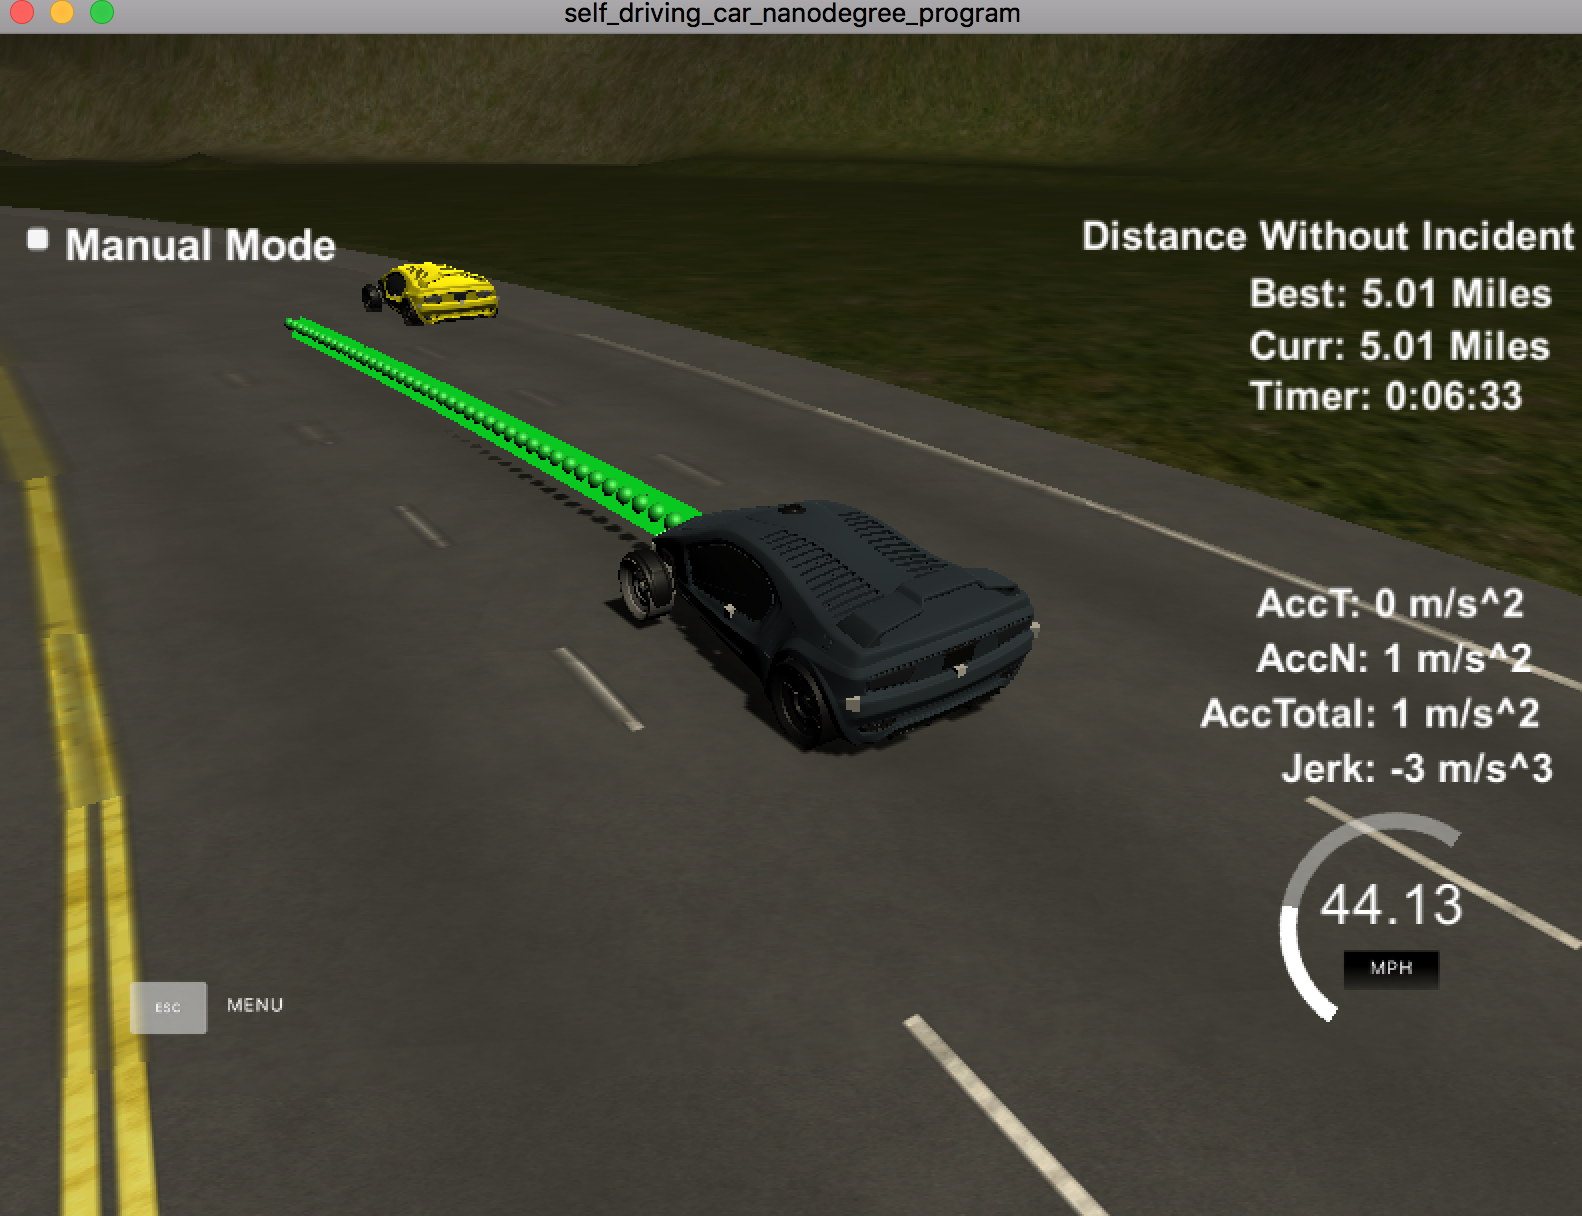 self_driving_car_nanodegree_program
Manual Mode
Distance Without Incident
Best: 5.01 Miles
Curr: 5.01 Miles
Timer: 0:06:33
AccT: 0 m/s^2
AccN: 1 m/s^2
AccTotal: 1 m/s^2
Jerk: -3 m/s^3
44.13
MPH
ESC MENU